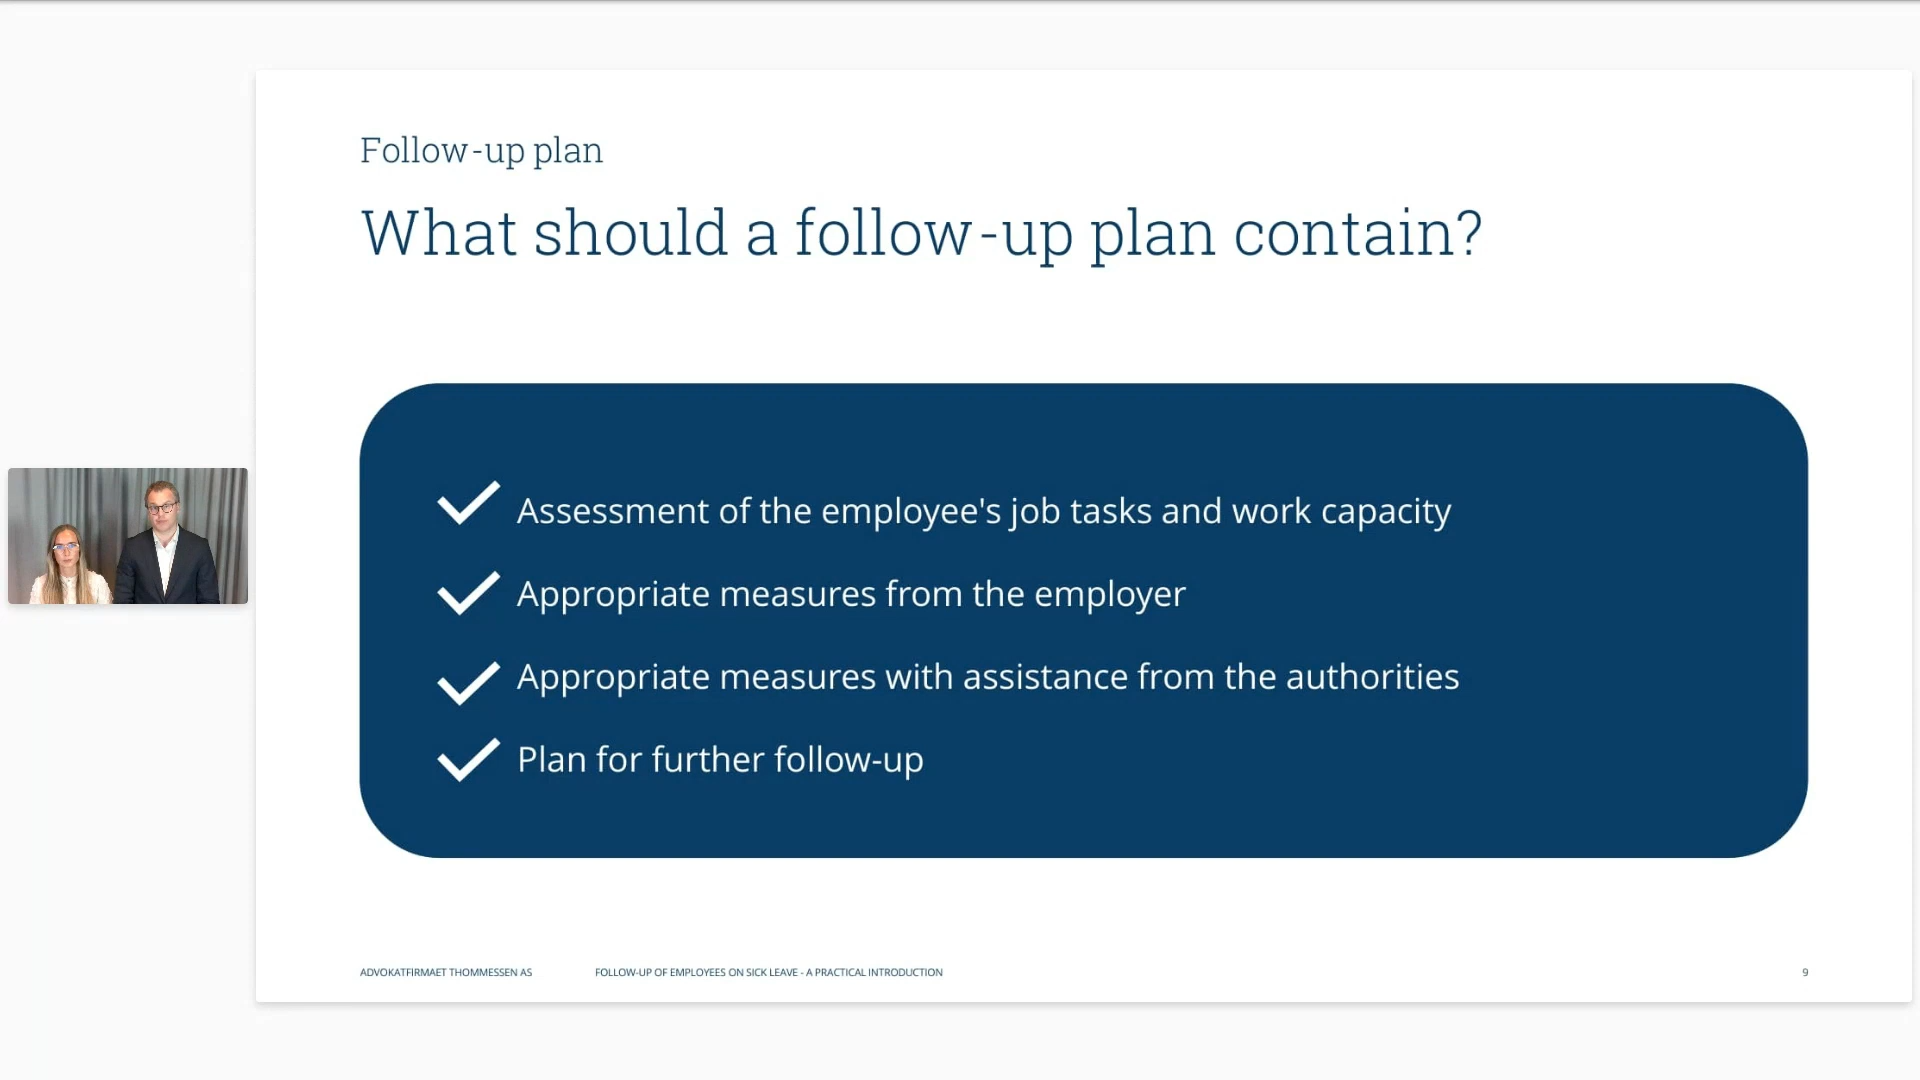 Follow-up plan
What should a follow-up plan contain?
Assessment of the employee's job tasks and work capacity
Appropriate measures from the employer
Appropriate measures with assistance from the authorities
Plan for further follow-up
ADVOKATFIRMAET THOMMESSEN AS
FOLLOW-UP OF EMPLOYEES ON SICK LEAVE - A PRACTICAL INTRODUCTION
9